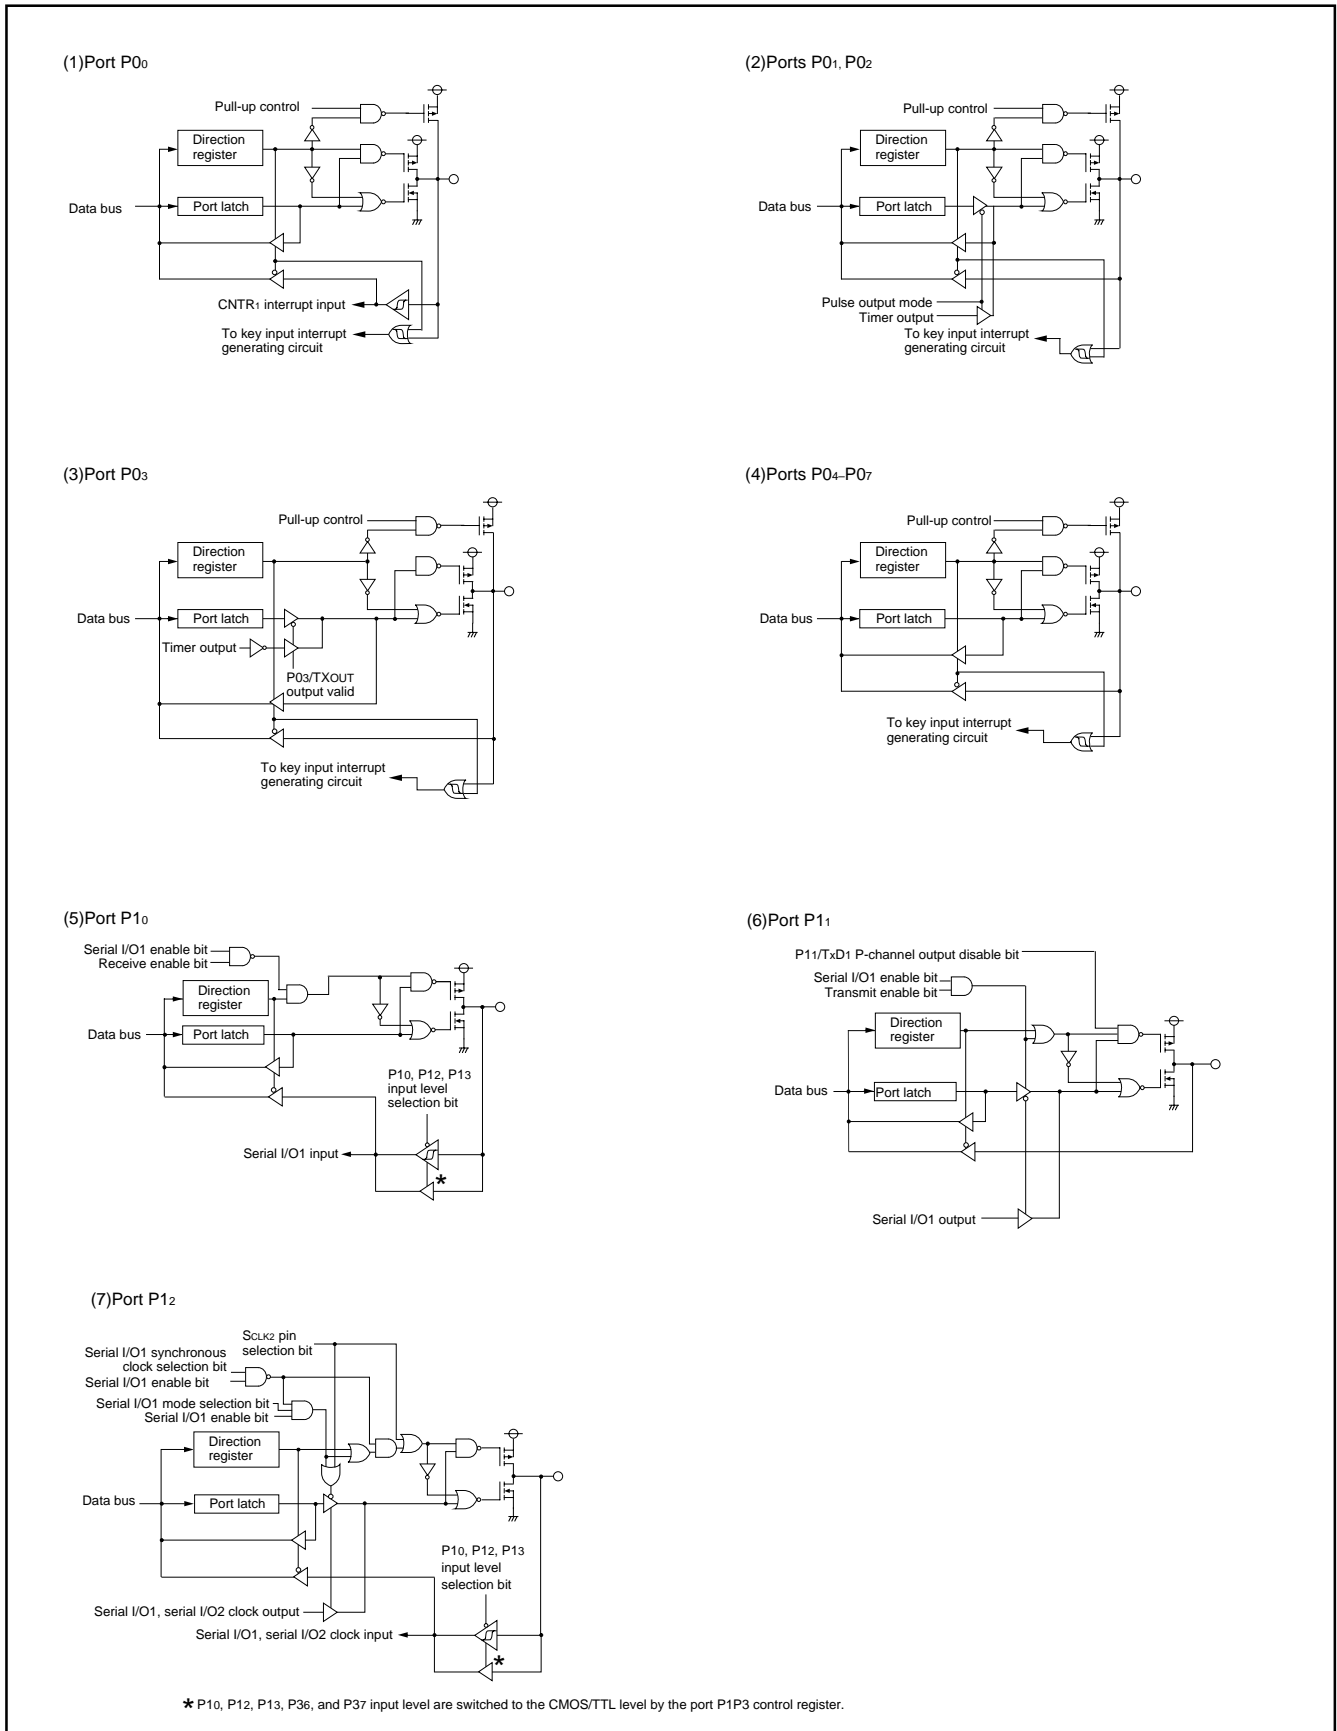 (1)Port P00
Pull-up control
Direction
register
Data bus
Port latch
CNTR1 interrupt input
To key input interrupt
generating circuit
(2)Ports P01, P02
Pull-up control
Direction
register
Data bus
Port latch
Pulse output mode
Timer output
To key input interrupt
generating circuit
(3)Port P03
Pull-up control
Direction
register
Data bus
Port latch
Timer output
P03/TXOUT
output valid
To key input interrupt
generating circuit
(4)Ports P04–P07
Pull-up control
Direction
register
Data bus
Port latch
To key input interrupt
generating circuit
(5)Port P10
Serial I/O1 enable bit
Receive enable bit
Direction
register
Data bus
Port latch
P10, P12, P13
input level
selection bit
Serial I/O1 input
*
(6)Port P11
P11/TxD1 P-channel output disable bit
Serial I/O1 enable bit
Transmit enable bit
Direction
register
Data bus
Port latch
Serial I/O1 output
(7)Port P12
SCLK2 pin
selection bit
Serial I/O1 synchronous
clock selection bit
Serial I/O1 enable bit
Serial I/O1 mode selection bit
Serial I/O1 enable bit
Direction
register
Data bus
Port latch
P10, P12, P13
input level
selection bit
Serial I/O1, serial I/O2 clock output
Serial I/O1, serial I/O2 clock input
*
* P10, P12, P13, P36, and P37 input level are switched to the CMOS/TTL level by the port P1P3 control register.